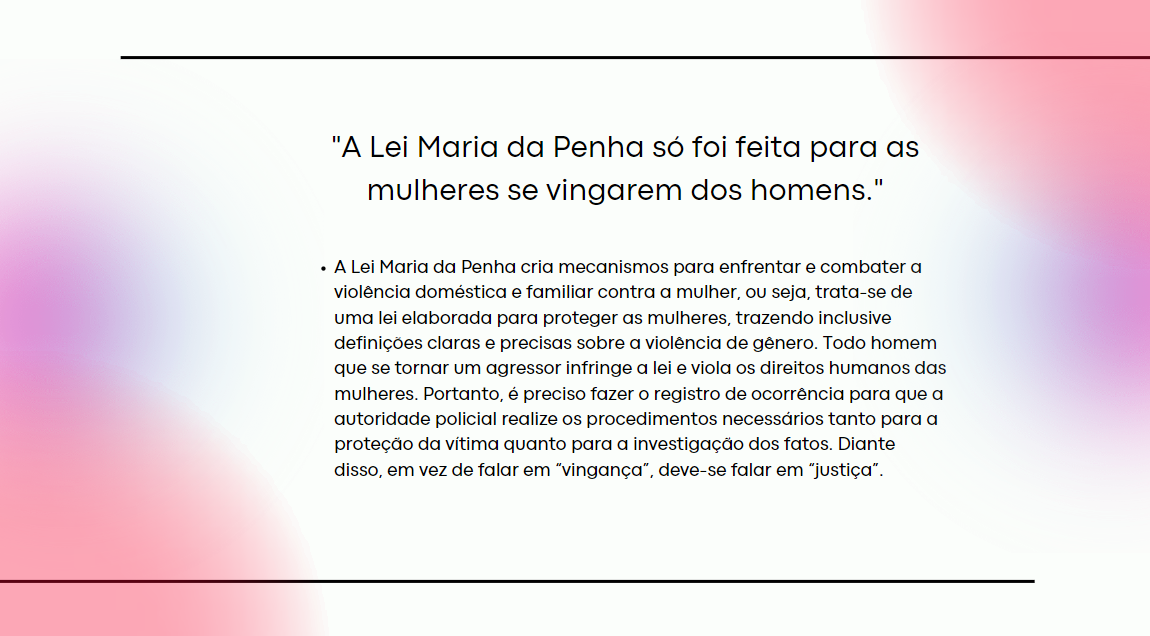 "A Lei Maria da Penha só foi feita para as
mulheres se vingarem dos homens."
• A Lei Maria da Penha cria mecanismos para enfrentar e combater a
violência doméstica e familiar contra a mulher, ou seja, trata-se de
uma lei elaborada para proteger as mulheres, trazendo inclusive
definições claras e precisas sobre a violência de gênero. Todo homem
que se tornar um agressor infringe a lei e viola os direitos humanos das
mulheres. Portanto, é preciso fazer o registro de ocorrência para que a
autoridade policial realize os procedimentos necessários tanto para a
proteção da vítima quanto para a investigação dos fatos. Diante
disso, em vez de falar em “vingança”, deve-se falar em “justiça”.